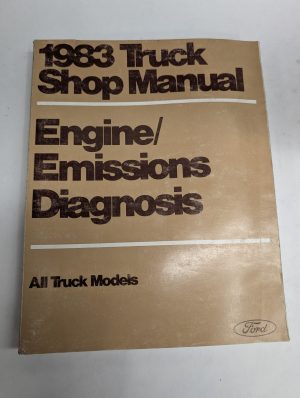 1983 Truck
Shop Manual
Engine/
Emissions
Diagnosis
All Truck Models
Ford